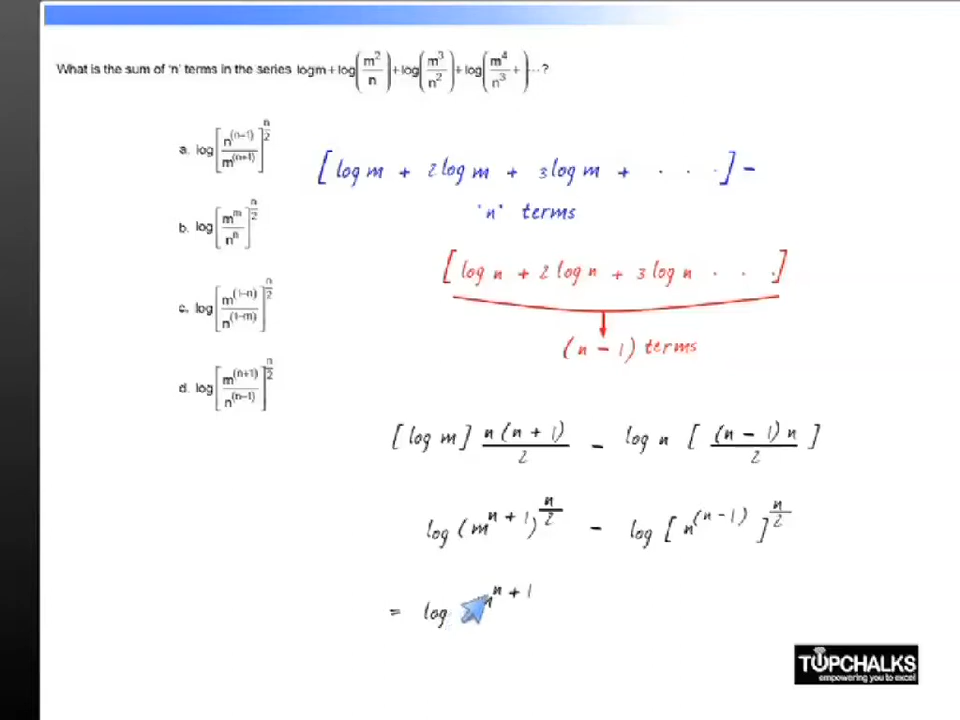 What is the sum of 'n' terms in the series log m + log(m²/n) + log(m³/n²) + log(m⁴/n³ + )···?
a. log[n^(n−1)/m^(n+1)]^(n/2)
[log m + 2 log m + 3 log m + · · · ] −
'n' terms
b. log[m^m/n^n]^(n/2)
[log n + 2 log n + 3 log n · · · ]
c. log[m^(1−n)/n^(1−m)]^(n/2)
(n − 1) terms
d. log[m^(n+1)/n^(n−1)]^(n/2)
[log m] n(n + 1)/2 − log n [(n − 1) n/2]
log (m^(n + 1))^(n/2) − log [n^(n − 1)]^(n/2)
= log n + 1
TOPCHALKS
empowering you to excel